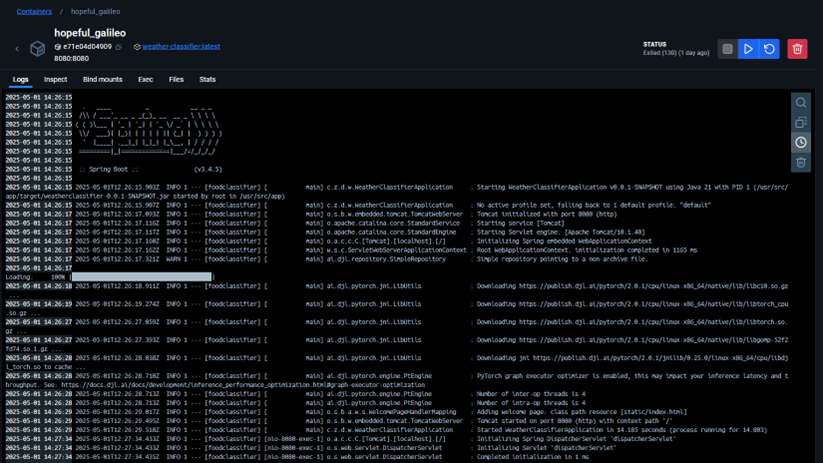 Containers / hopeful_galileo
hopeful_galileo
e71e04d04909 weather-classifier:latest
8080:8080
STATUS
Exited (130) (1 day ago)
Logs Inspect Bind mounts Exec Files Stats
2025-05-01 14:26:15
2025-05-01 14:26:15
2025-05-01 14:26:15
2025-05-01 14:26:15
2025-05-01 14:26:15
2025-05-01 14:26:15
2025-05-01 14:26:15
2025-05-01 14:26:15
2025-05-01 14:26:15 :: Spring Boot :: (v3.4.5)
2025-05-01 14:26:15
2025-05-01 14:26:15 2025-05-01T12:26:15.903Z INFO 1 --- [foodclassifier] [ main] c.z.d.w.WeatherClassifierApplication : Starting WeatherClassifierApplication v0.0.1-SNAPSHOT using Java 21 with PID 1 (/usr/src/
app/target/weatherclassifier-0.0.1-SNAPSHOT.jar started by root in /usr/src/app)
2025-05-01 14:26:15 2025-05-01T12:26:15.907Z INFO 1 --- [foodclassifier] [ main] c.z.d.w.WeatherClassifierApplication : No active profile set, falling back to 1 default profile: "default"
2025-05-01 14:26:17 2025-05-01T12:26:17.093Z INFO 1 --- [foodclassifier] [ main] o.s.b.w.embedded.tomcat.TomcatWebServer : Tomcat initialized with port 8080 (http)
2025-05-01 14:26:17 2025-05-01T12:26:17.112Z INFO 1 --- [foodclassifier] [ main] o.apache.catalina.core.StandardService : Starting service [Tomcat]
2025-05-01 14:26:17 2025-05-01T12:26:17.117Z INFO 1 --- [foodclassifier] [ main] o.apache.catalina.core.StandardEngine : Starting Servlet engine: [Apache Tomcat/10.1.40]
2025-05-01 14:26:17 2025-05-01T12:26:17.160Z INFO 1 --- [foodclassifier] [ main] o.a.c.c.C.[Tomcat].[localhost].[/] : Initializing Spring embedded WebApplicationContext
2025-05-01 14:26:17 2025-05-01T12:26:17.162Z INFO 1 --- [foodclassifier] [ main] w.s.c.ServletWebServerApplicationContext : Root WebApplicationContext: initialization completed in 1165 ms
2025-05-01 14:26:17 2025-05-01T12:26:17.321Z WARN 1 --- [foodclassifier] [ main] ai.djl.repository.SimpleRepository : Simple repository pointing to a non-archive file.
2025-05-01 14:26:17
Loading: 100% | |
2025-05-01 14:26:18 2025-05-01T12:26:18.911Z INFO 1 --- [foodclassifier] [ main] ai.djl.pytorch.jni.LibUtils : Downloading https://publish.djl.ai/pytorch/2.0.1/cpu/linux-x86_64/native/lib/libc10.so.gz
...
2025-05-01 14:26:19 2025-05-01T12:26:19.274Z INFO 1 --- [foodclassifier] [ main] ai.djl.pytorch.jni.LibUtils : Downloading https://publish.djl.ai/pytorch/2.0.1/cpu/linux-x86_64/native/lib/libtorch_cpu
.so.gz ...
2025-05-01 14:26:27 2025-05-01T12:26:27.059Z INFO 1 --- [foodclassifier] [ main] ai.djl.pytorch.jni.LibUtils : Downloading https://publish.djl.ai/pytorch/2.0.1/cpu/linux-x86_64/native/lib/libtorch.so.
gz ...
2025-05-01 14:26:27 2025-05-01T12:26:27.393Z INFO 1 --- [foodclassifier] [ main] ai.djl.pytorch.jni.LibUtils : Downloading https://publish.djl.ai/pytorch/2.0.1/cpu/linux-x86_64/native/lib/libgomp-52f2
fd74.so.1.gz ...
2025-05-01 14:26:28 2025-05-01T12:26:28.038Z INFO 1 --- [foodclassifier] [ main] ai.djl.pytorch.jni.LibUtils : Downloading jni https://publish.djl.ai/pytorch/2.0.1/jnilib/0.25.0/linux-x86_64/cpu/libdj
l_torch.so to cache ...
2025-05-01 14:26:28 2025-05-01T12:26:28.710Z INFO 1 --- [foodclassifier] [ main] ai.djl.pytorch.engine.PtEngine : PyTorch graph executor optimizer is enabled, this may impact your inference latency and t
hroughput. See: https://docs.djl.ai/docs/development/inference_performance_optimization.html#graph-executor-optimization
2025-05-01 14:26:28 2025-05-01T12:26:28.713Z INFO 1 --- [foodclassifier] [ main] ai.djl.pytorch.engine.PtEngine : Number of inter-op threads is 4
2025-05-01 14:26:28 2025-05-01T12:26:28.713Z INFO 1 --- [foodclassifier] [ main] ai.djl.pytorch.engine.PtEngine : Number of intra-op threads is 4
2025-05-01 14:26:29 2025-05-01T12:26:29.017Z INFO 1 --- [foodclassifier] [ main] o.s.b.a.w.s.WelcomePageHandlerMapping : Adding welcome page: class path resource [static/index.html]
2025-05-01 14:26:29 2025-05-01T12:26:29.495Z INFO 1 --- [foodclassifier] [ main] o.s.b.w.embedded.tomcat.TomcatWebServer : Tomcat started on port 8080 (http) with context path '/'
2025-05-01 14:26:29 2025-05-01T12:26:29.518Z INFO 1 --- [foodclassifier] [ main] c.z.d.w.WeatherClassifierApplication : Started WeatherClassifierApplication in 14.185 seconds (process running for 14.803)
2025-05-01 14:27:34 2025-05-01T12:27:34.433Z INFO 1 --- [foodclassifier] [nio-8080-exec-1] o.a.c.c.C.[Tomcat].[localhost].[/] : Initializing Spring DispatcherServlet 'dispatcherServlet'
2025-05-01 14:27:34 2025-05-01T12:27:34.433Z INFO 1 --- [foodclassifier] [nio-8080-exec-1] o.s.web.servlet.DispatcherServlet : Initializing Servlet 'dispatcherServlet'
2025-05-01 14:27:34 2025-05-01T12:27:34.434Z INFO 1 --- [foodclassifier] [nio-8080-exec-1] o.s.web.servlet.DispatcherServlet : Completed initialization in 1 ms